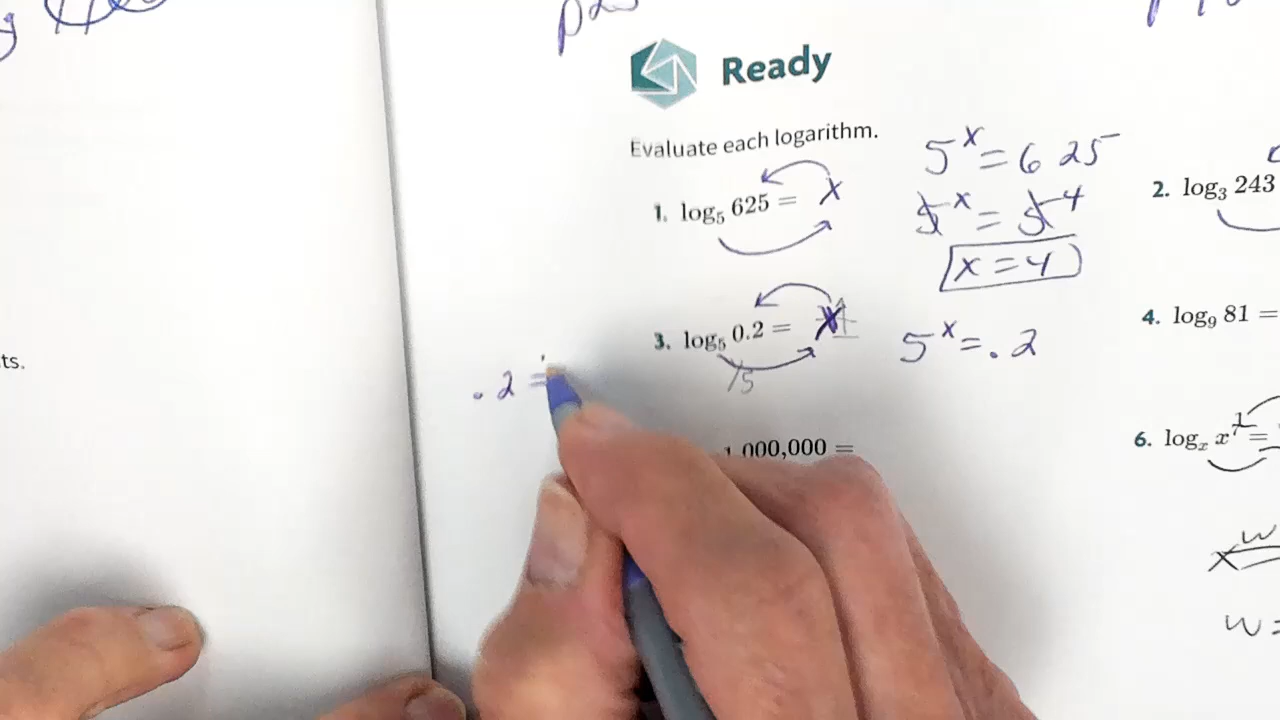 Ready
Evaluate each logarithm.
1. log₅ 625 = x
5^x = 625
5^x = 5^4
x = 4
2. log₃ 243
3. log₅ 0.2 = x
1/5
5^x = .2
.2 =
4. log₉ 81 =
1,000,000 =
6. logₓ x^7 =
w
x
w =
ts.